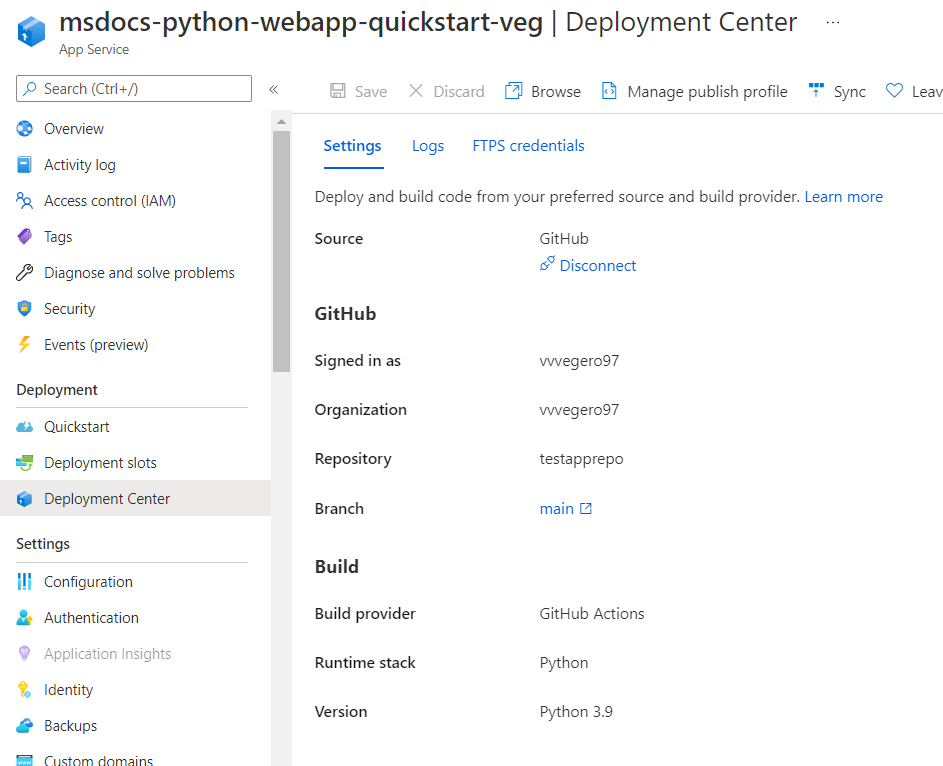 msdocs-python-webapp-quickstart-veg | Deployment Center ...
App Service
Search (Ctrl+/)
«
Save
Discard
Browse
Manage publish profile
Sync
Leav
Overview
Activity log
Access control (IAM)
Tags
Diagnose and solve problems
Security
Events (preview)
Deployment
Quickstart
Deployment slots
Deployment Center
Settings
Configuration
Authentication
Application Insights
Identity
Backups
Custom domains
Settings
Logs
FTPS credentials
Deploy and build code from your preferred source and build provider. Learn more
Source GitHub
Disconnect
GitHub
Signed in as vvvegero97
Organization vvvegero97
Repository testapprepo
Branch main
Build
Build provider GitHub Actions
Runtime stack Python
Version Python 3.9